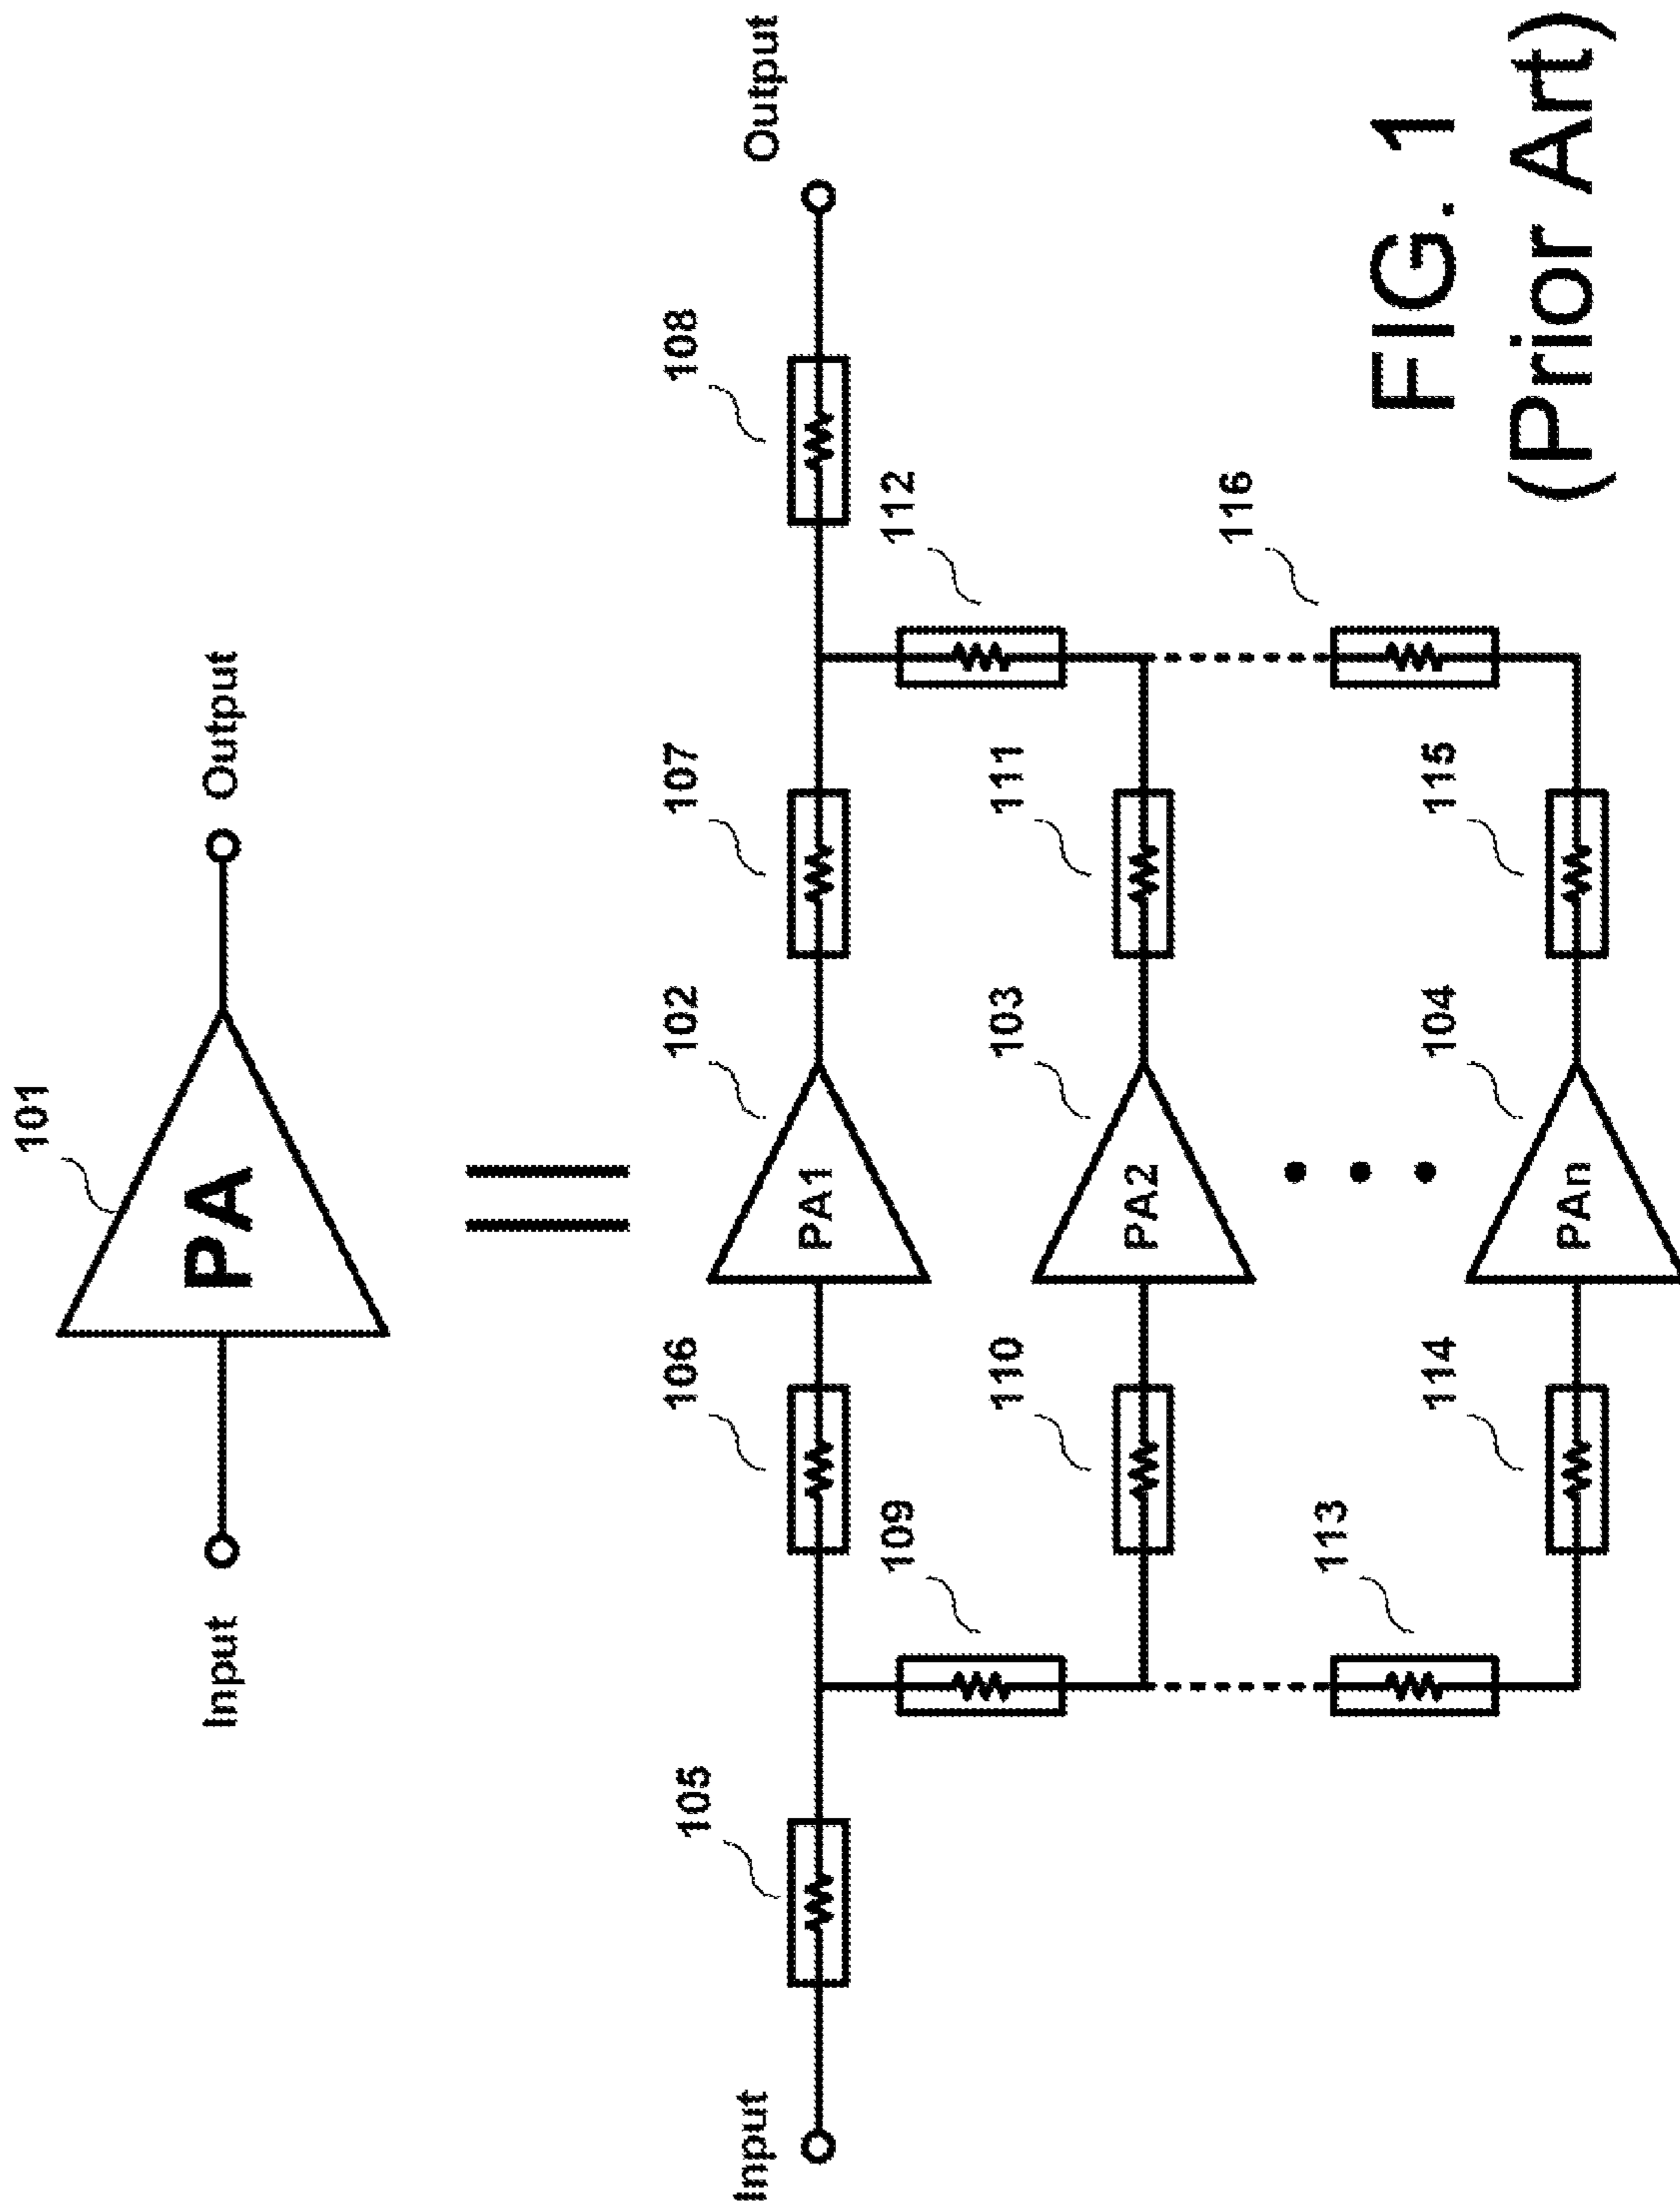 101
Input
PA
Output
Input
105
106
PA1
102
107
108
Output
109
110
PA2
103
111
112
113
114
PAn
104
115
116
FIG. 1
(Prior Art)